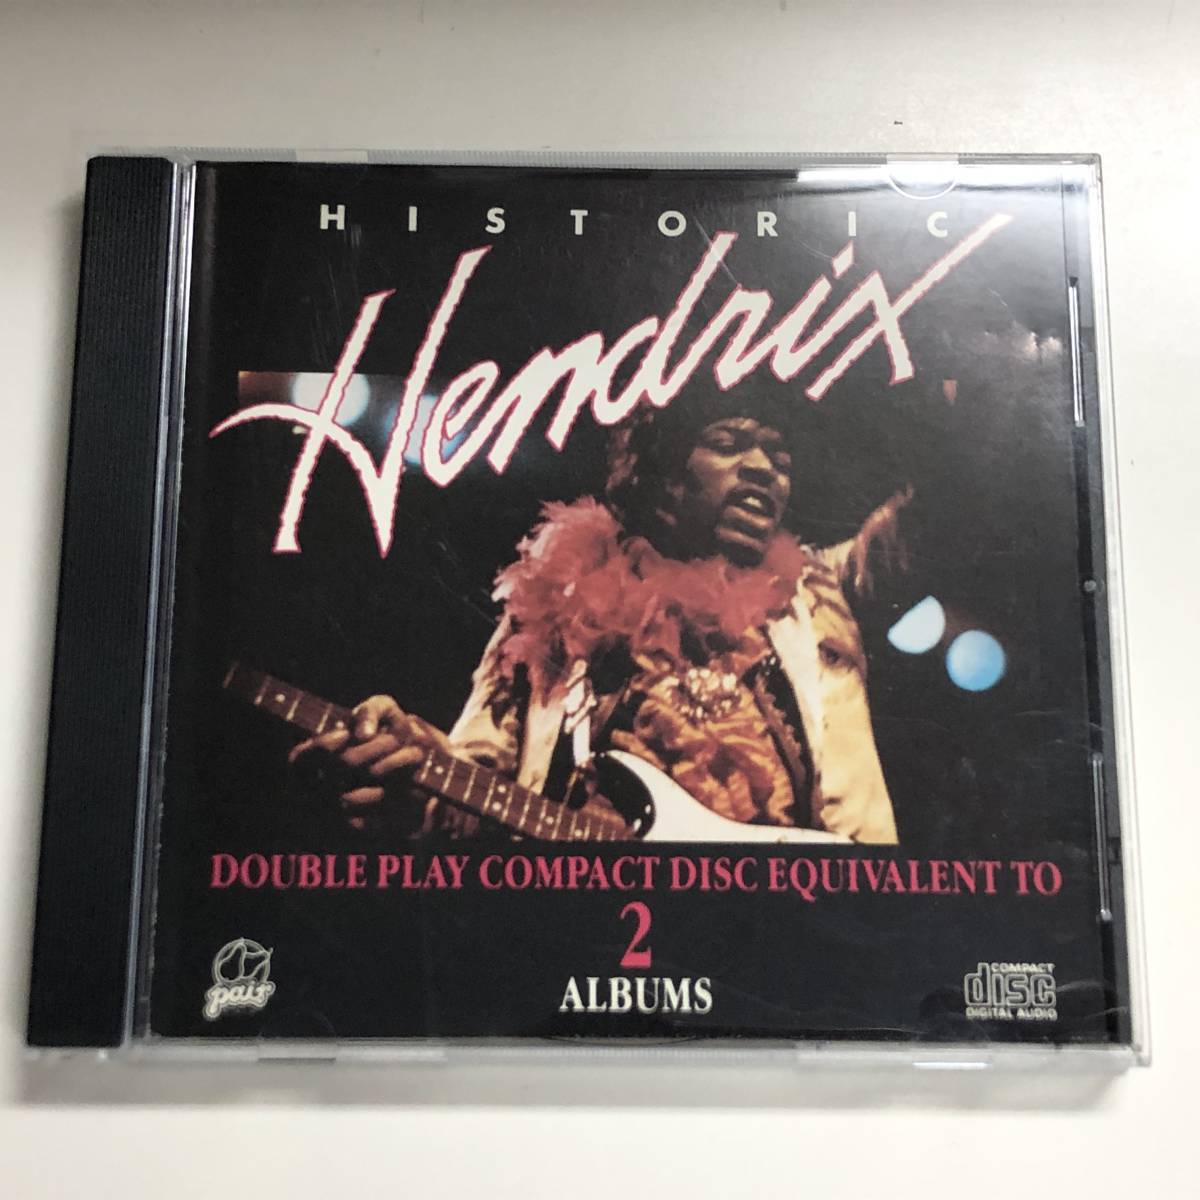 HISTORIC
Hendrix
DOUBLE PLAY COMPACT DISC EQUIVALENT TO
2
ALBUMS
pair
COMPACT
disc
DIGITAL AUDIO